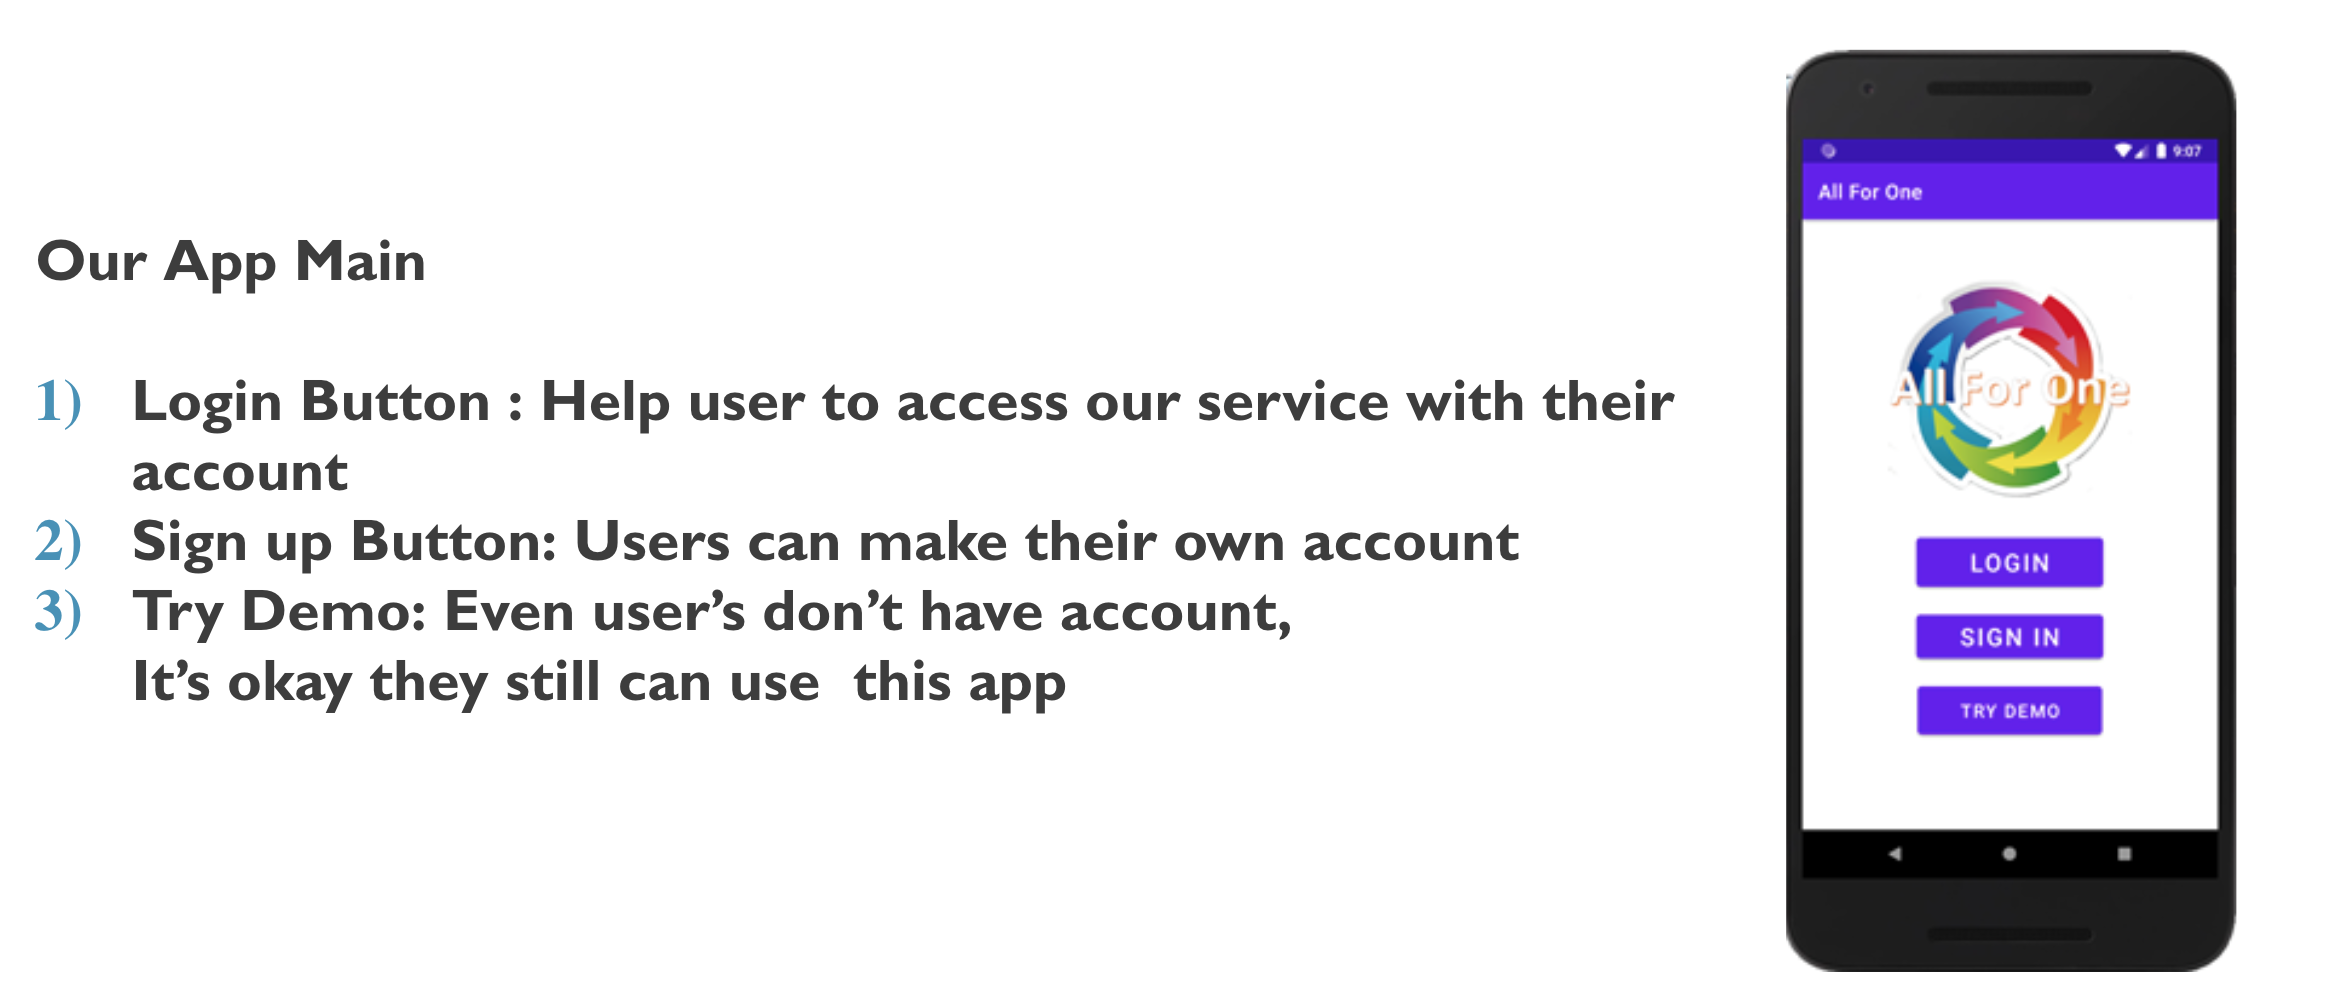 Our App Main
1) Login Button : Help user to access our service with their
account
2) Sign up Button: Users can make their own account
3) Try Demo: Even user’s don’t have account,
It’s okay they still can use  this app
9:07
All For One
All For One
LOGIN
SIGN IN
TRY DEMO